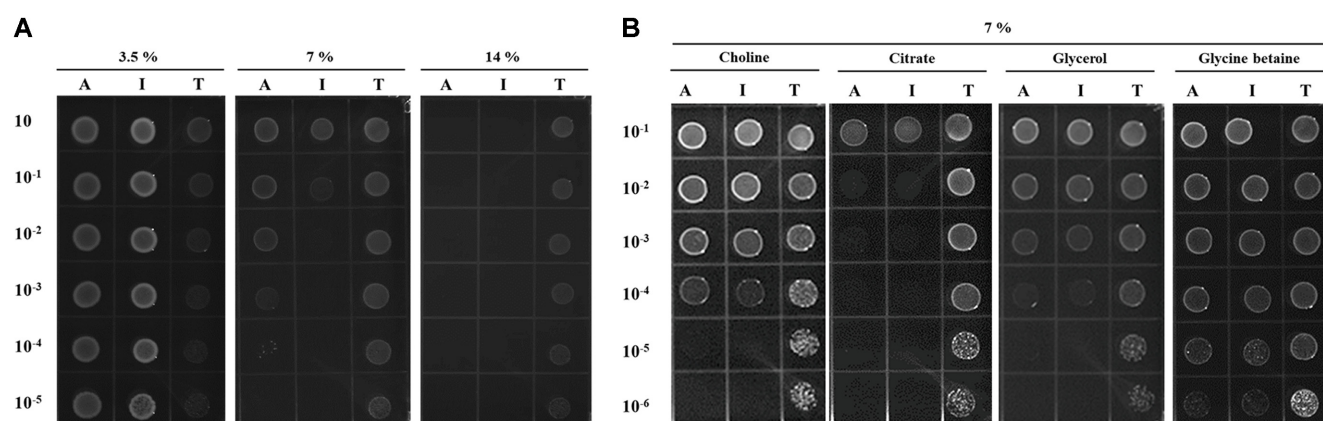 A
B
3.5 %
7 %
14 %
7 %
Choline
Citrate
Glycerol
Glycine betaine
A I T
A I T
A I T
A I T
A I T
A I T
A I T
10
10-1
10-2
10-3
10-4
10-5
10-1
10-2
10-3
10-4
10-5
10-6